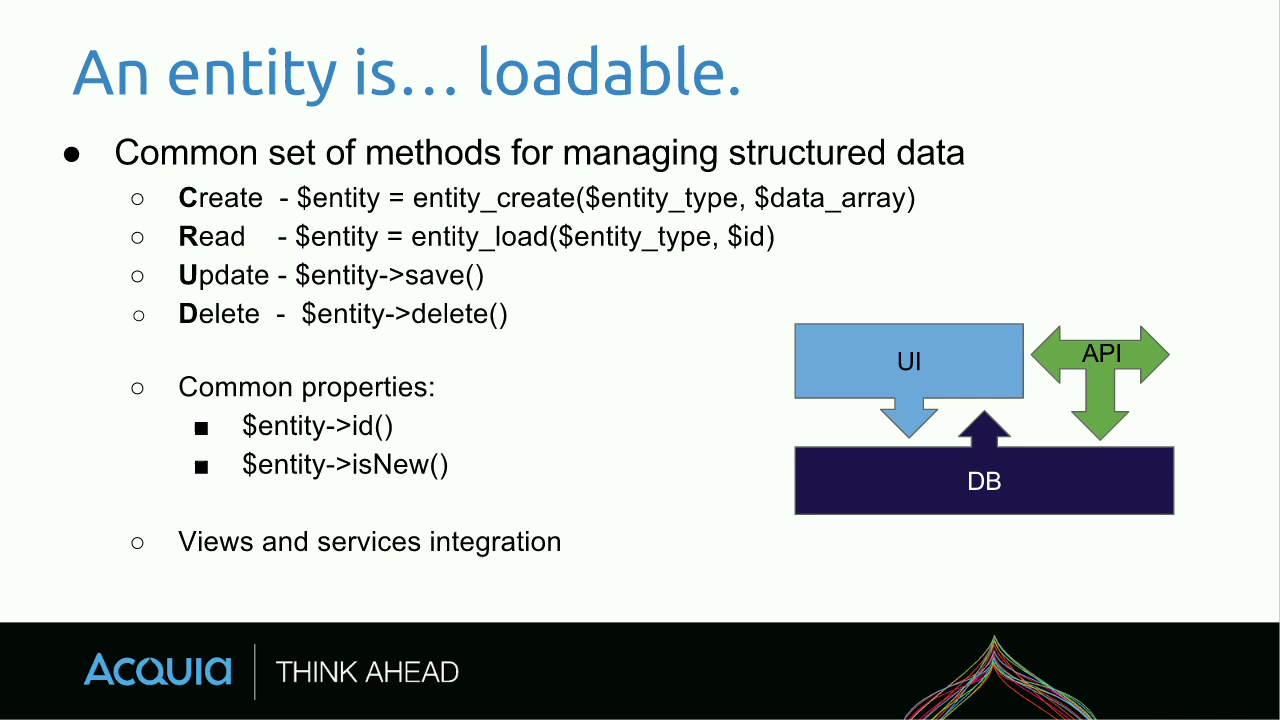 An entity is… loadable.
● Common set of methods for managing structured data
○ Create - $entity = entity_create($entity_type, $data_array)
○ Read - $entity = entity_load($entity_type, $id)
○ Update - $entity->save()
○ Delete - $entity->delete()
○ Common properties:
■ $entity->id()
■ $entity->isNew()
○ Views and services integration
UI
API
DB
ACQUIA
THINK AHEAD